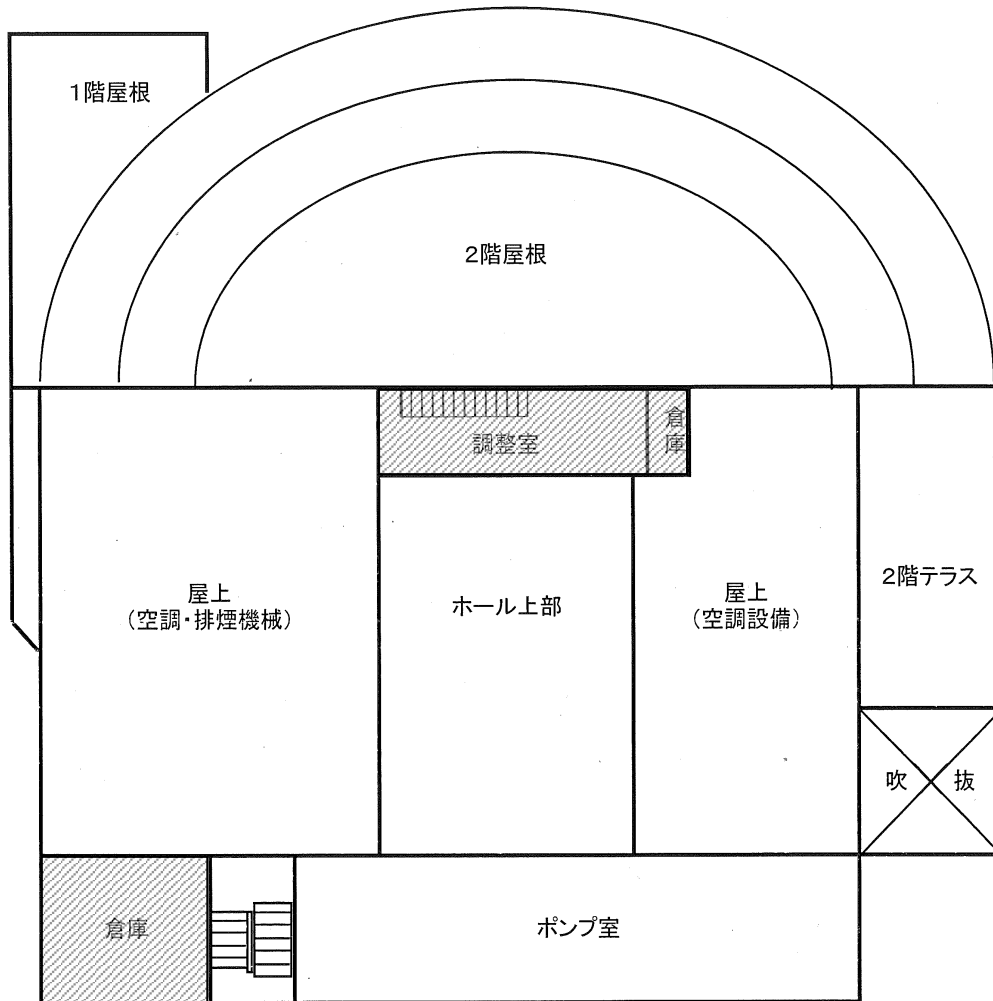 1階屋根
2階屋根
調整室
倉庫
屋上
(空調・排煙機械)
ホール上部
屋上
(空調設備)
2階テラス
吹 抜
倉庫
ポンプ室